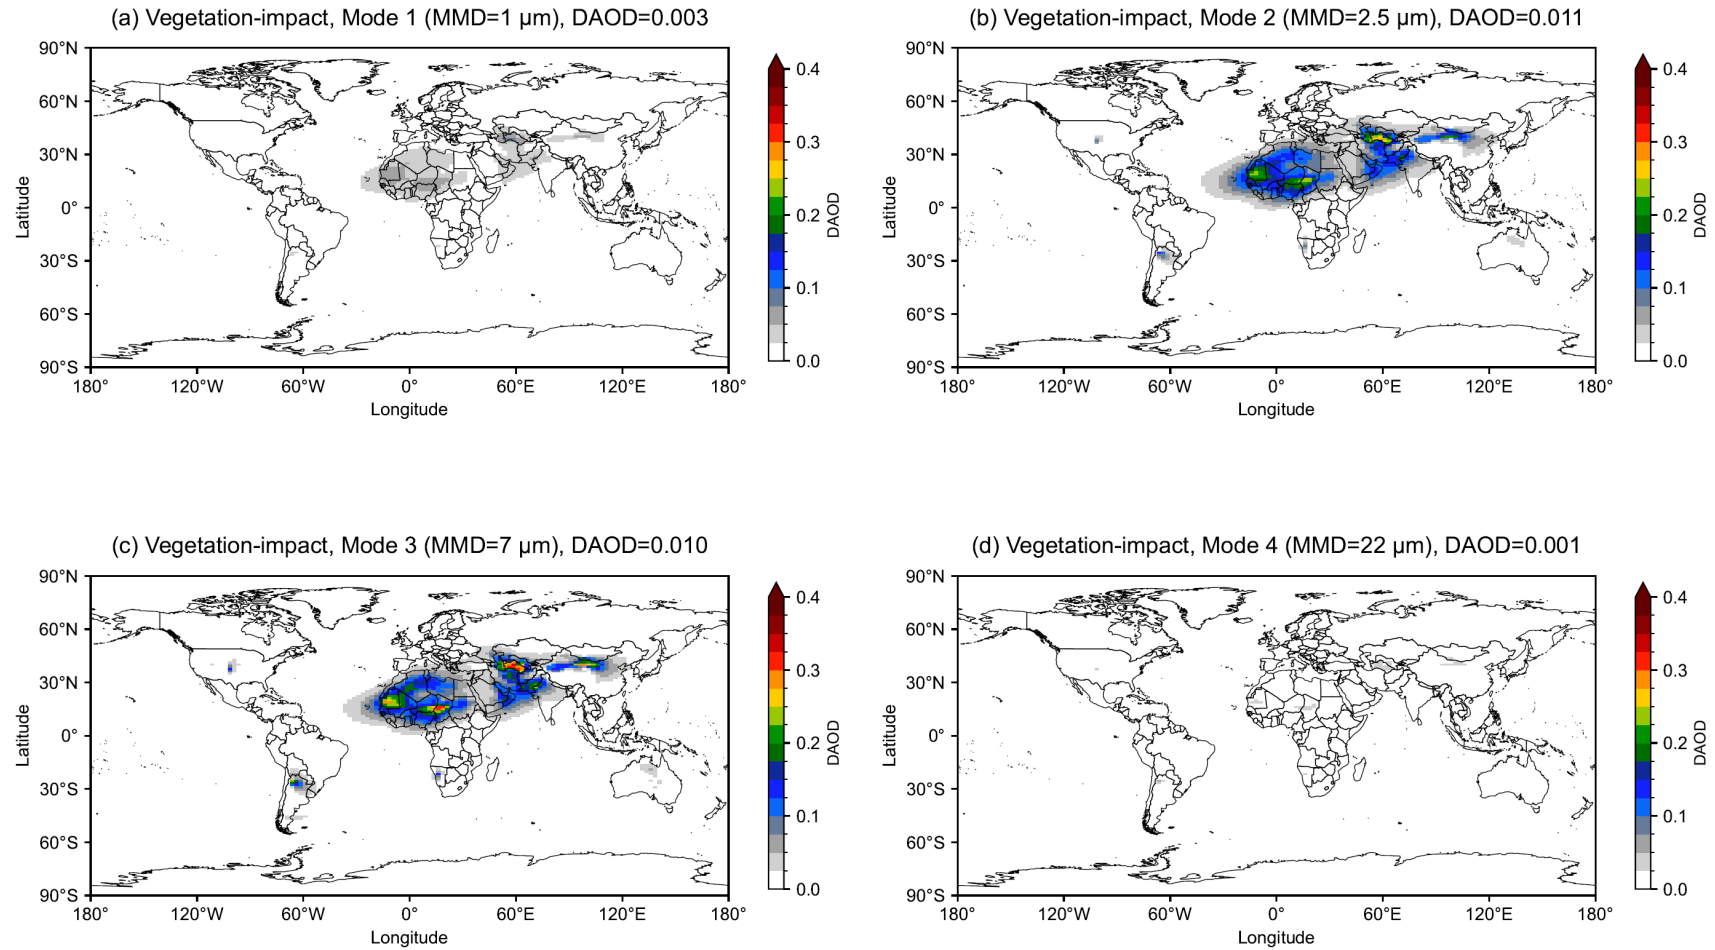 (a) Vegetation-impact, Mode 1 (MMD=1 µm), DAOD=0.003
90°N
60°N
30°N
0°
30°S
60°S
90°S
Latitude
180° 120°W 60°W 0° 60°E 120°E 180°
Longitude
0.4
0.3
0.2
0.1
0.0
DAOD
(b) Vegetation-impact, Mode 2 (MMD=2.5 µm), DAOD=0.011
90°N
60°N
30°N
0°
30°S
60°S
90°S
Latitude
180° 120°W 60°W 0° 60°E 120°E 180°
Longitude
0.4
0.3
0.2
0.1
0.0
DAOD
(c) Vegetation-impact, Mode 3 (MMD=7 µm), DAOD=0.010
90°N
60°N
30°N
0°
30°S
60°S
90°S
Latitude
180° 120°W 60°W 0° 60°E 120°E 180°
Longitude
0.4
0.3
0.2
0.1
0.0
DAOD
(d) Vegetation-impact, Mode 4 (MMD=22 µm), DAOD=0.001
90°N
60°N
30°N
0°
30°S
60°S
90°S
Latitude
180° 120°W 60°W 0° 60°E 120°E 180°
Longitude
0.4
0.3
0.2
0.1
0.0
DAOD